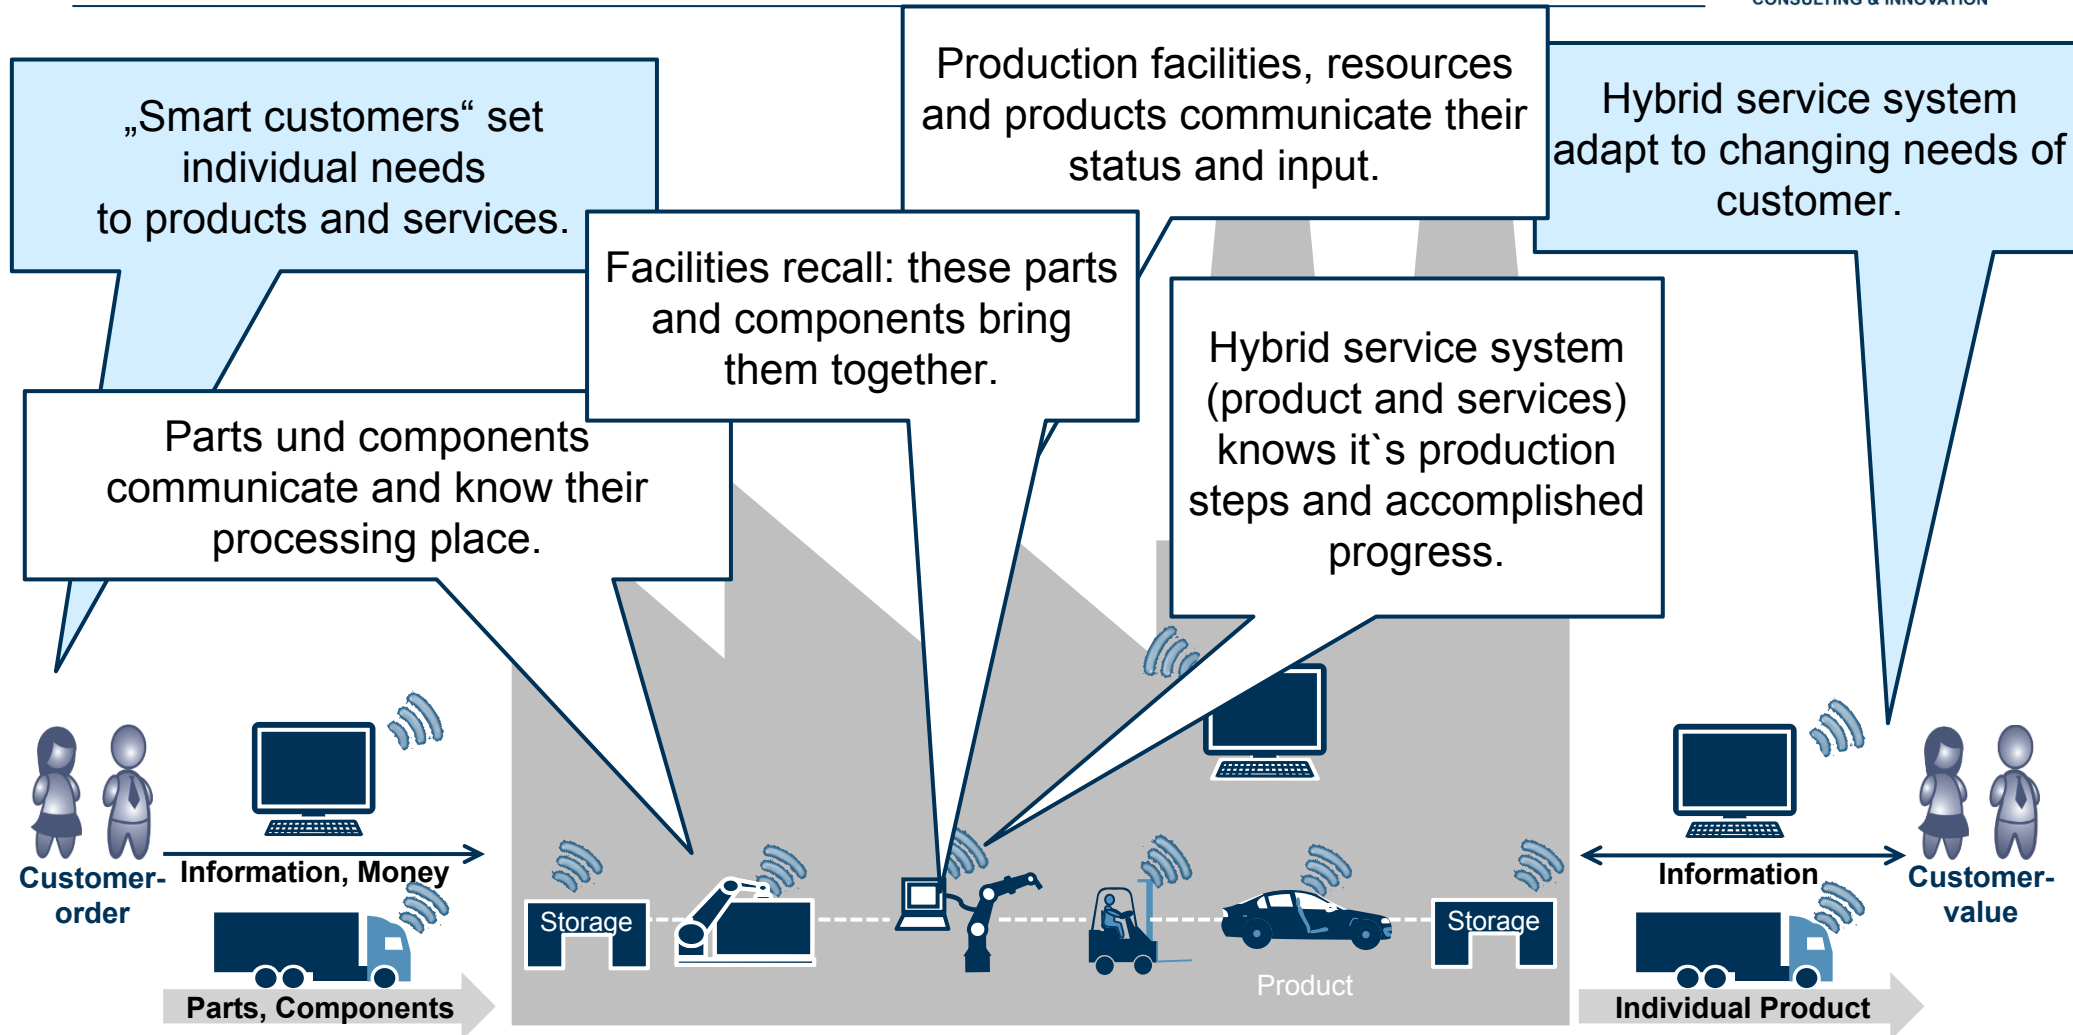 CONSULTING & INNOVATION
„Smart customers“ set
individual needs
to products and services.
Production facilities, resources
and products communicate their
status and input.
Hybrid service system
adapt to changing needs of
customer.
Facilities recall: these parts
and components bring
them together.
Hybrid service system
(product and services)
knows it`s production
steps and accomplished
progress.
Parts und components
communicate and know their
processing place.
Customer-
order
Information, Money
Parts, Components
Storage
Product
Storage
Information
Individual Product
Customer-
value